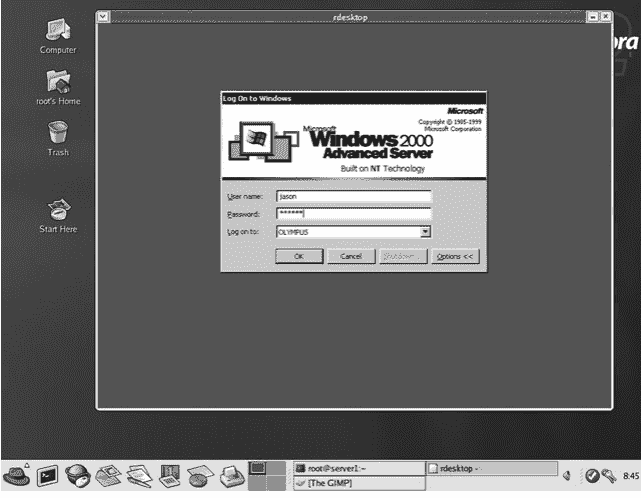 rdesktop
Computer
root's Home
Trash
Start Here
ora
Log On to Windows
Microsoft
Copyright © 1985-1999
Microsoft Corporation
Microsoft
Windows 2000
Advanced Server
Built on NT Technology
User name: jason
Password: ******
Log on to: OLYMPUS
OK Cancel Shutdown... Options <<
root@server1:~ rdesktop -
[The GIMP]
8:45